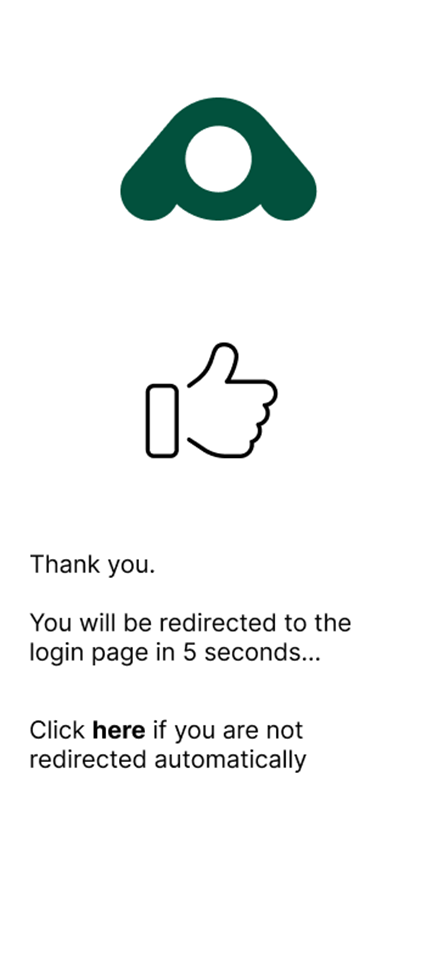 Thank you.
You will be redirected to the
login page in 5 seconds...
Click here if you are not
redirected automatically